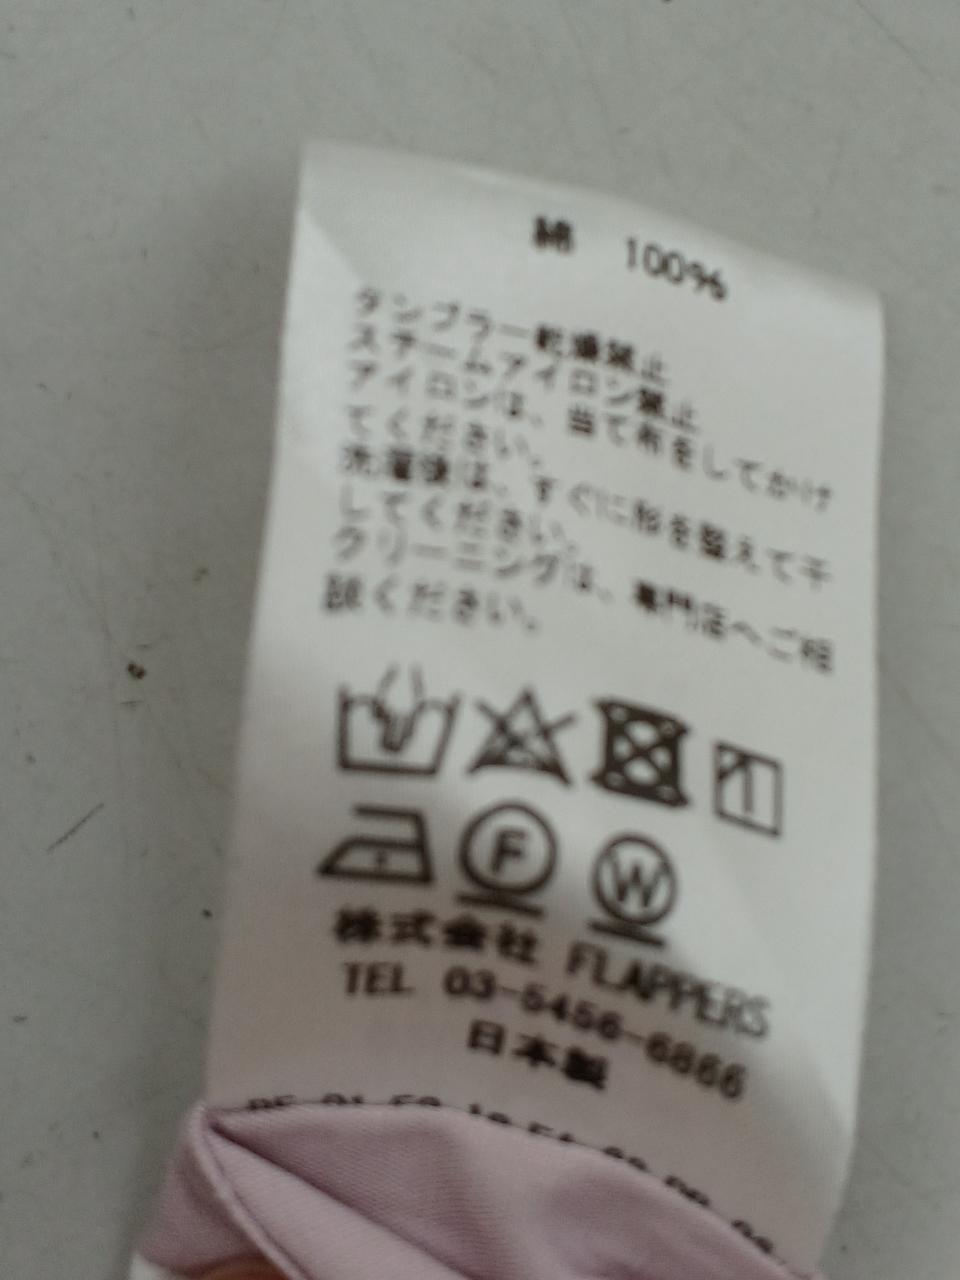 綿 100%
タンブラー乾燥禁止
スチームアイロン禁止
アイロンは、当て布をしてかけ
てください。
洗濯後は、すぐに形を整えて干
してください。
クリーニングは、専門店へご相
談ください。
F W
株式会社 FLAPPERS
TEL 03-5456-6866
日本製